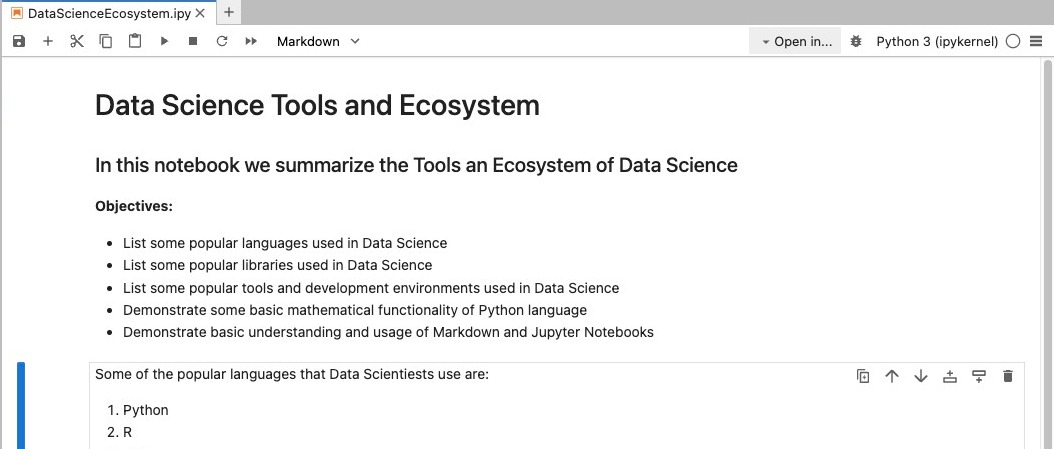 DataScienceEcosystem.ipy
Markdown
Open in...
Python 3 (ipykernel)
Data Science Tools and Ecosystem
In this notebook we summarize the Tools an Ecosystem of Data Science
Objectives:
• List some popular languages used in Data Science
• List some popular libraries used in Data Science
• List some popular tools and development environments used in Data Science
• Demonstrate some basic mathematical functionality of Python language
• Demonstrate basic understanding and usage of Markdown and Jupyter Notebooks
Some of the popular languages that Data Scientiests use are:
1. Python
2. R